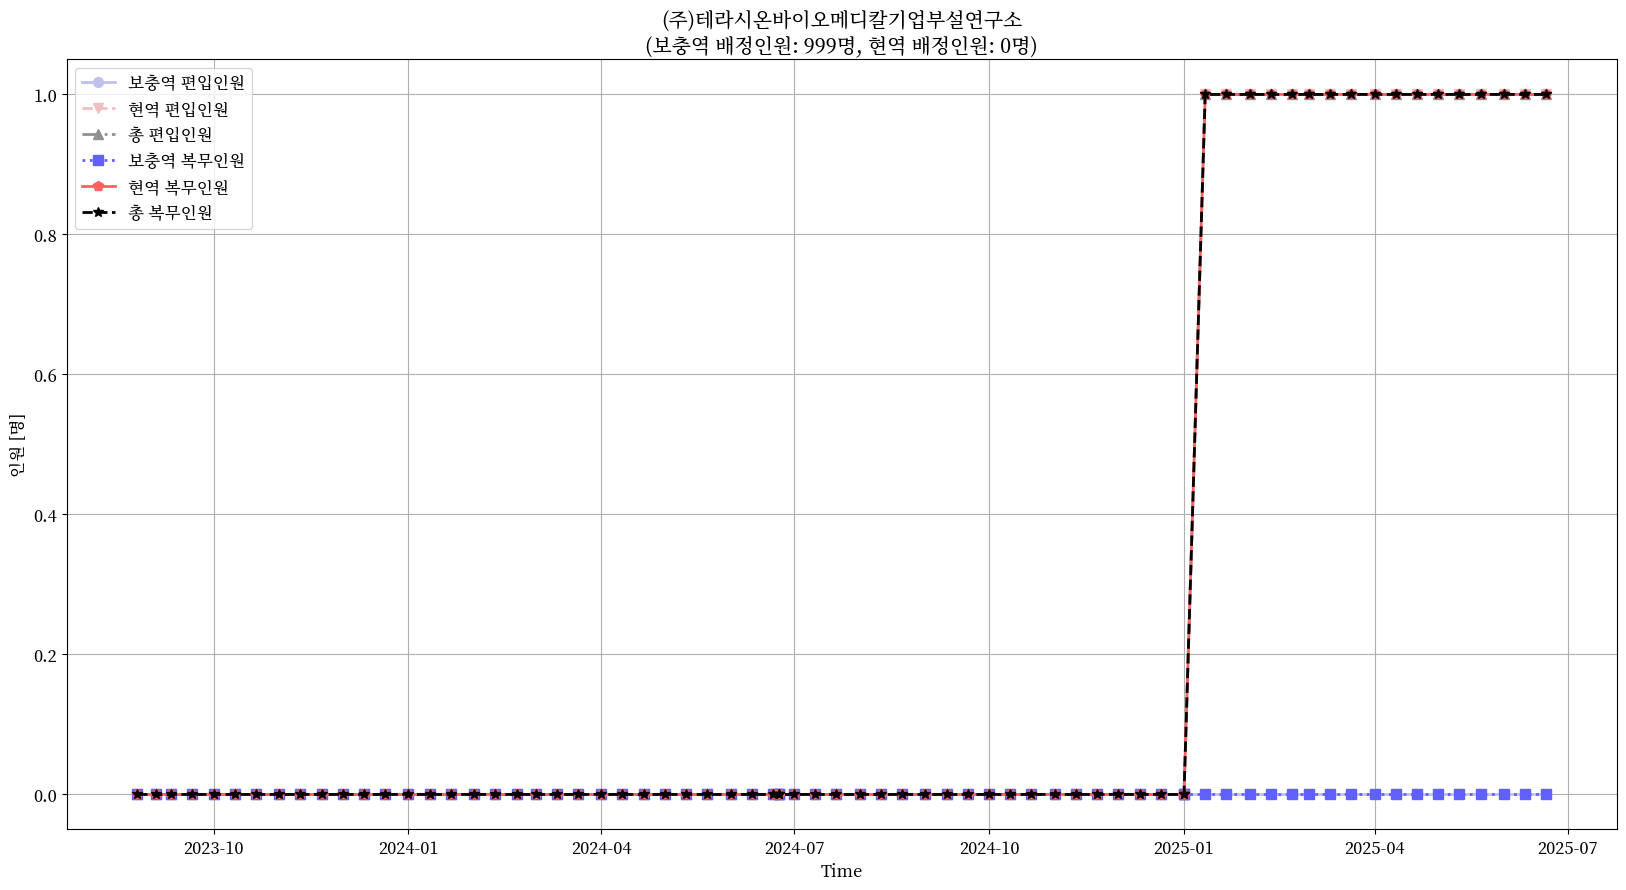 (주)테라시온바이오메디칼기업부설연구소
(보충역 배정인원: 999명, 현역 배정인원: 0명)
보충역 편입인원
현역 편입인원
총 편입인원
보충역 복무인원
현역 복무인원
총 복무인원
1.0
0.8
0.6
0.4
0.2
0.0
인원 [명]
2023-10
2024-01
2024-04
2024-07
2024-10
2025-01
2025-04
2025-07
Time